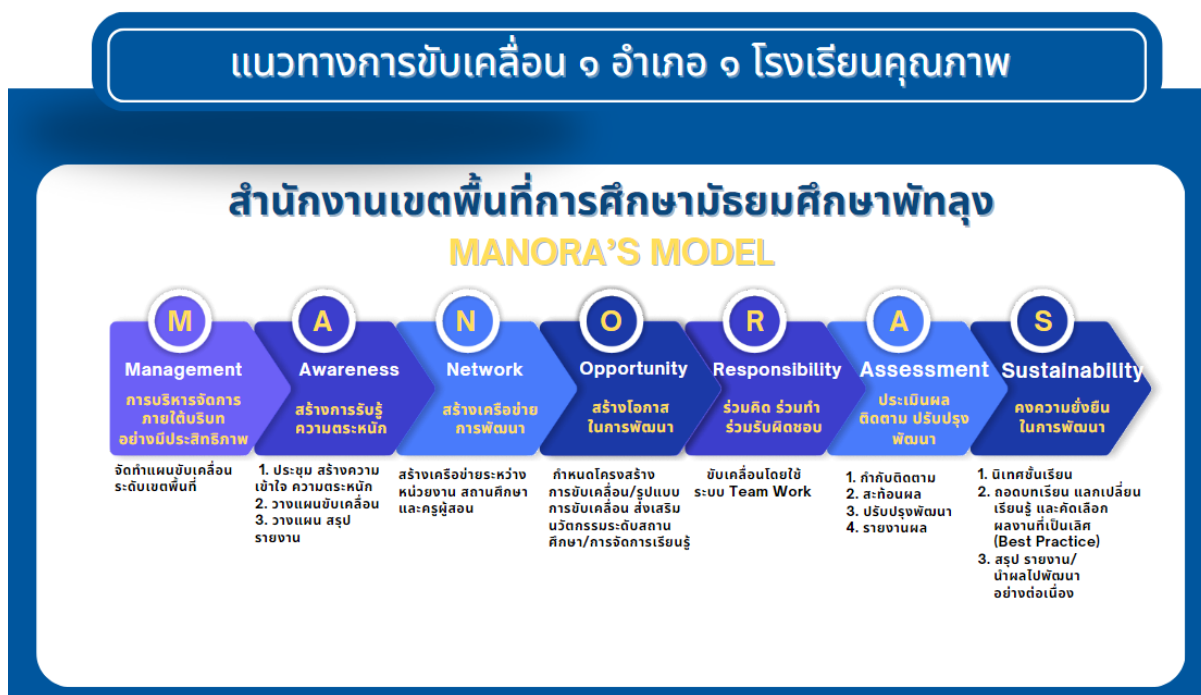 แนวทางการขับเคลื่อน ๑ อำเภอ ๑ โรงเรียนคุณภาพ
สำนักงานเขตพื้นที่การศึกษามัธยมศึกษาพัทลุง
MANORA'S MODEL
M
Management
การบริหารจัดการ
ภายใต้บริบท
อย่างมีประสิทธิภาพ
จัดทำแผนขับเคลื่อน
ระดับเขตพื้นที่
A
Awareness
สร้างการรับรู้
ความตระหนัก
1. ประชุม สร้างความ
เข้าใจ ความตระหนัก
2. วางแผนขับเคลื่อน
3. วางแผน สรุป
รายงาน
N
Network
สร้างเครือข่าย
การพัฒนา
สร้างเครือข่ายระหว่าง
หน่วยงาน สถานศึกษา
และครูผู้สอน
O
Opportunity
สร้างโอกาส
ในการพัฒนา
กำหนดโครงสร้าง
การขับเคลื่อน/รูปแบบ
การขับเคลื่อน ส่งเสริม
นวัตกรรมระดับสถาน
ศึกษา/การจัดการเรียนรู้
R
Responsibility
ร่วมคิด ร่วมทำ
ร่วมรับผิดชอบ
ขับเคลื่อนโดยใช้
ระบบ Team Work
A
Assessment
ประเมินผล
ติดตาม ปรับปรุง
พัฒนา
1. กำกับติดตาม
2. สะท้อนผล
3. ปรับปรุงพัฒนา
4. รายงานผล
S
Sustainability
คงความยั่งยืน
ในการพัฒนา
1. นิเทศชั้นเรียน
2. ถอดบทเรียน แลกเปลี่ยน
เรียนรู้ และคัดเลือก
ผลงานที่เป็นเลิศ
(Best Practice)
3. สรุป รายงาน/
นำผลไปพัฒนา
อย่างต่อเนื่อง